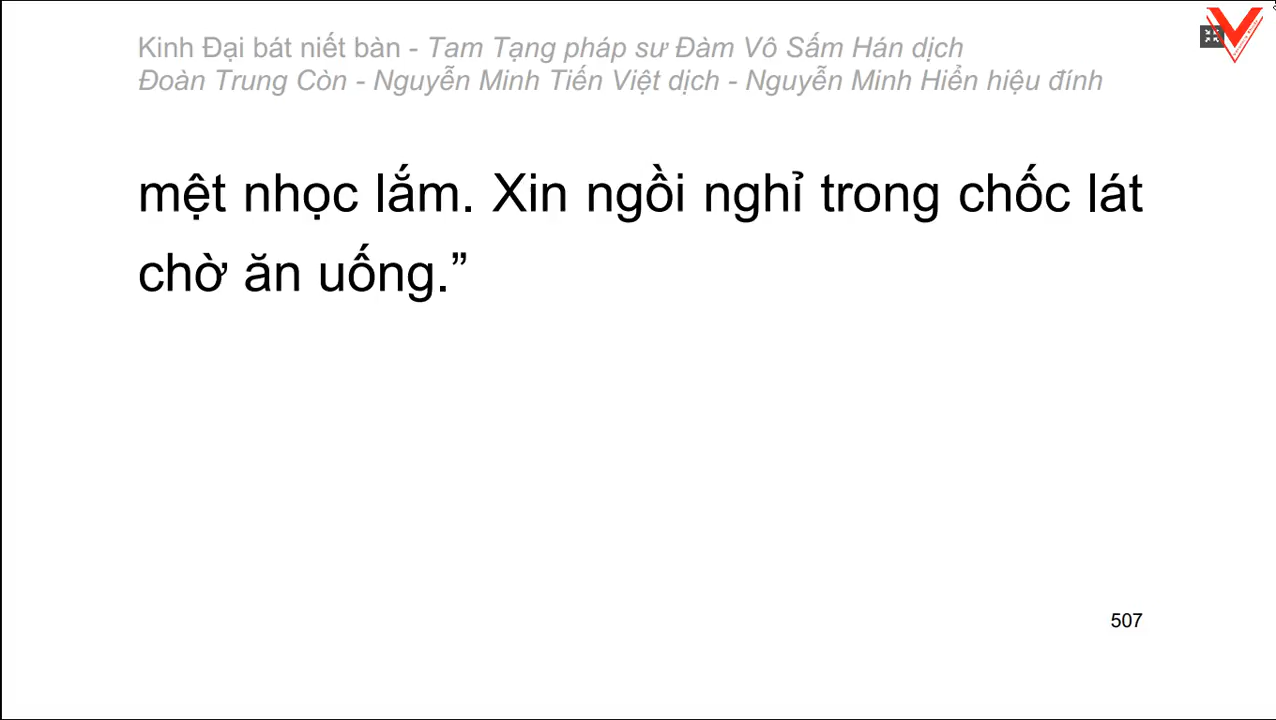 Kinh Đại bát niết bàn - Tam Tạng pháp sư Đàm Vô Sấm Hán dịch
Đoàn Trung Còn - Nguyễn Minh Tiến Việt dịch - Nguyễn Minh Hiển hiệu đính
mệt nhọc lắm. Xin ngồi nghỉ trong chốc lát
chờ ăn uống.”
507